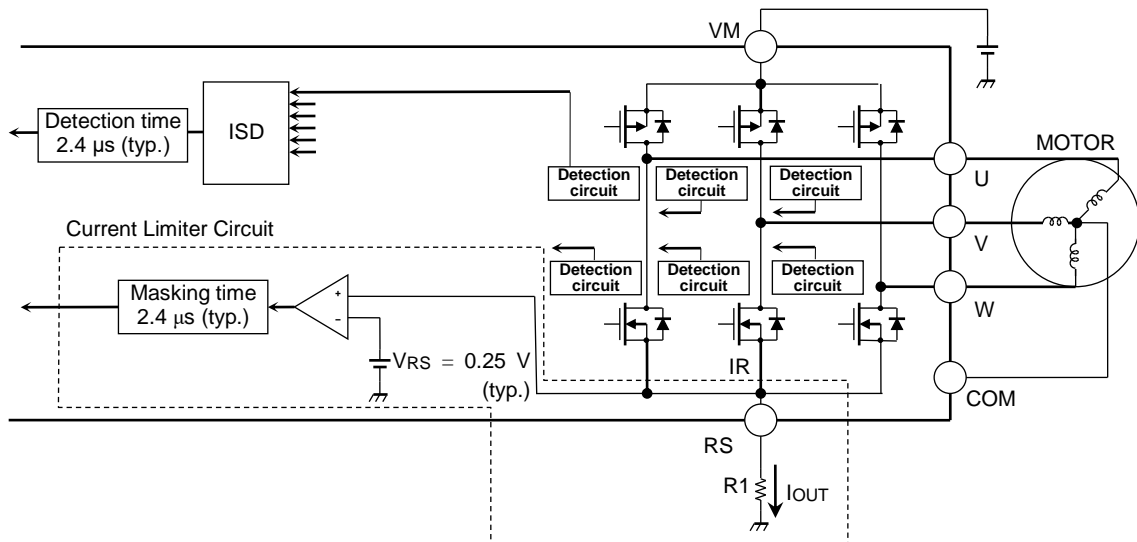 VM
Detection time
2.4 µs (typ.)
ISD
MOTOR
U
Detection
circuit
Detection
circuit
Detection
circuit
V
Current Limiter Circuit
Detection
circuit
Detection
circuit
Detection
circuit
W
Masking time
2.4 µs (typ.)
+
−
VRS = 0.25 V
(typ.)
IR
COM
RS
R1
IOUT